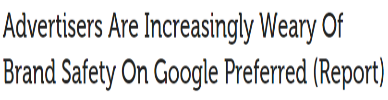 Advertisers Are Increasingly Weary Of
Brand Safety On Google Preferred (Report)